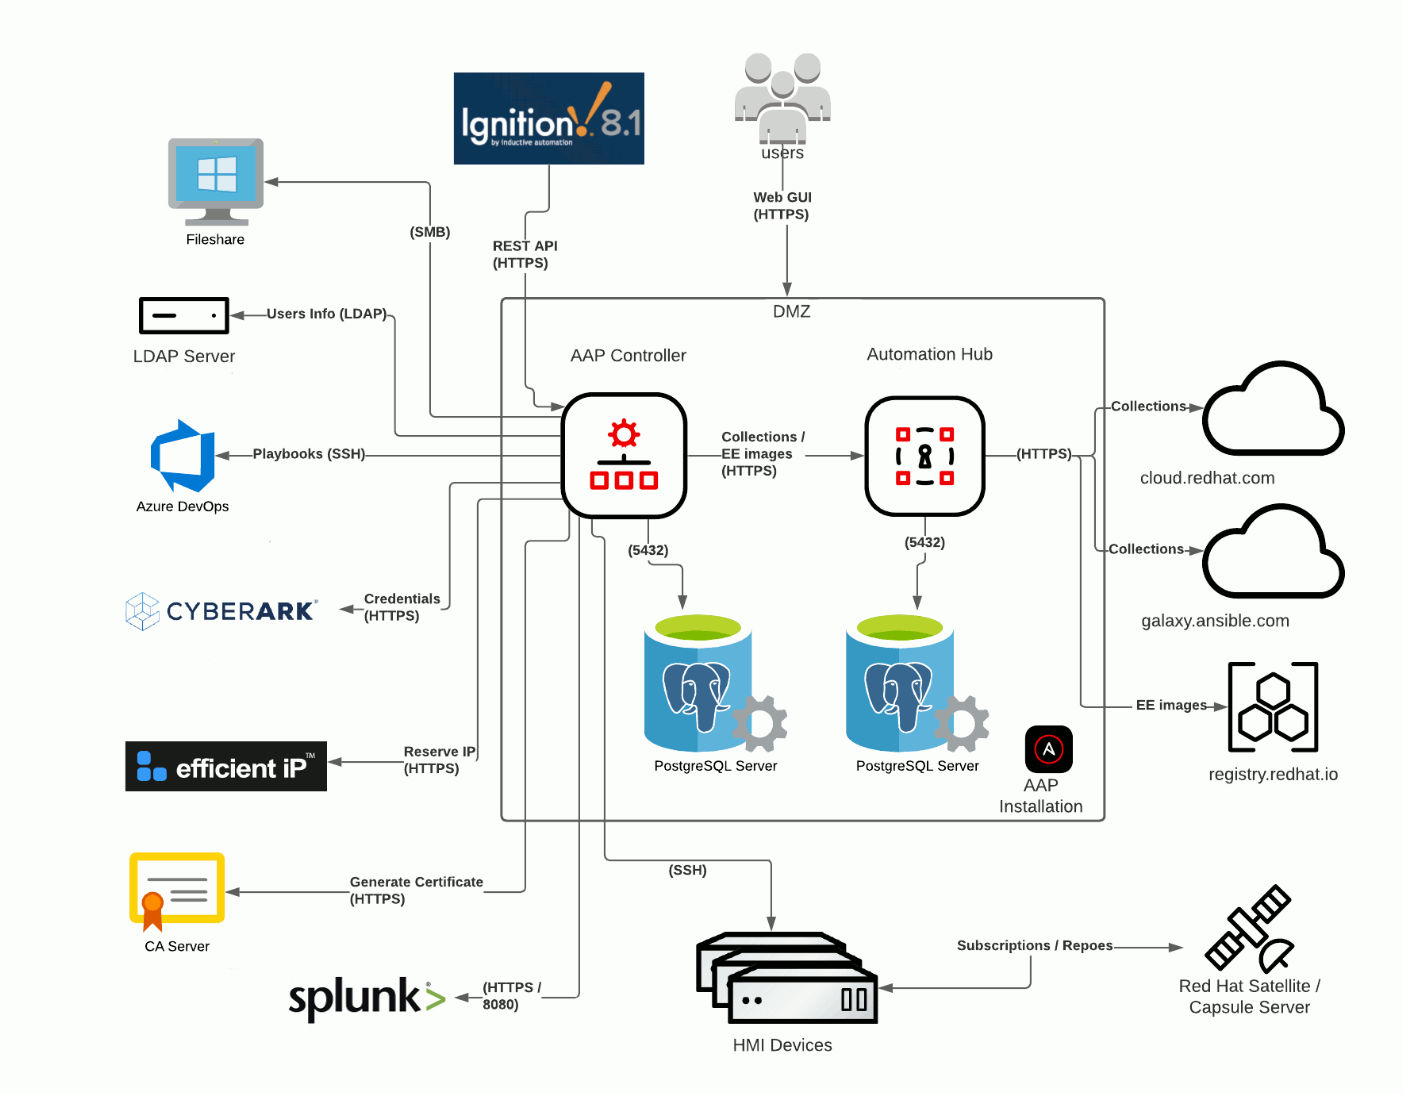 Ignition! 8.1
by inductive automation
users
Web GUI
(HTTPS)
Fileshare
(SMB)
REST API
(HTTPS)
DMZ
Users Info (LDAP)
LDAP Server
AAP Controller
Automation Hub
Collections
cloud.redhat.com
Playbooks (SSH)
Azure DevOps
Collections /
EE images
(HTTPS)
(HTTPS)
(5432)
(5432)
Collections
galaxy.ansible.com
CYBERARK®
Credentials
(HTTPS)
EE images
registry.redhat.io
efficient iP™
Reserve IP
(HTTPS)
PostgreSQL Server
PostgreSQL Server
A
AAP
Installation
Generate Certificate
(HTTPS)
CA Server
(SSH)
splunk>
(HTTPS /
8080)
Subscriptions / Repoes
Red Hat Satellite /
Capsule Server
HMI Devices